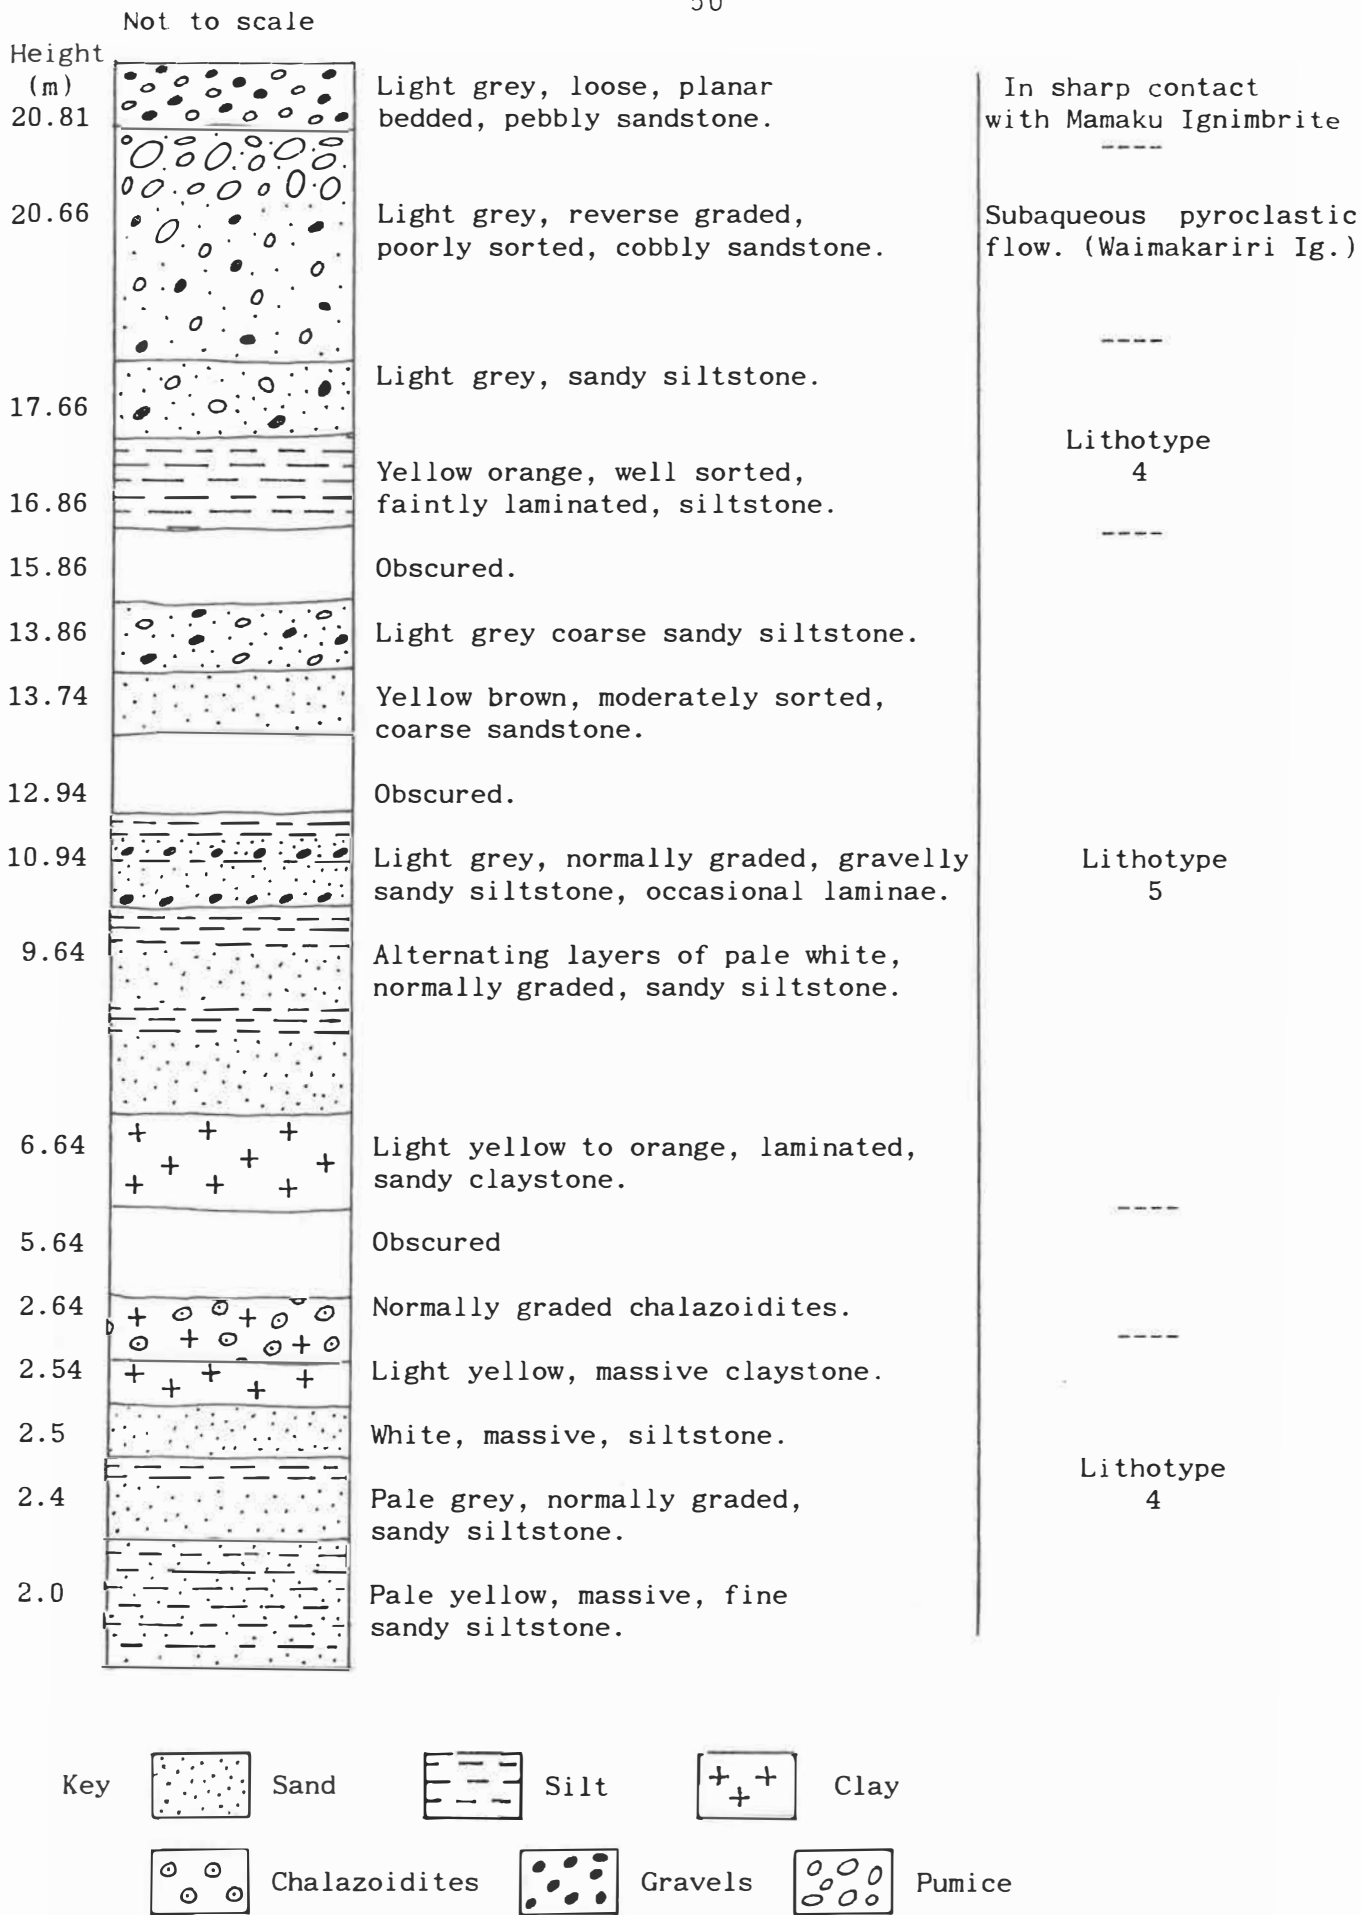 50
Not to scale
Height
(m)
20.81
Light grey, loose, planar
bedded, pebbly sandstone.
In sharp contact
with Mamaku Ignimbrite
----
20.66
Light grey, reverse graded,
poorly sorted, cobbly sandstone.
Subaqueous pyroclastic
flow. (Waimakariri Ig.)
----
17.66
Light grey, sandy siltstone.
Lithotype
4
16.86
Yellow orange, well sorted,
faintly laminated, siltstone.
----
15.86
Obscured.
13.86
Light grey coarse sandy siltstone.
13.74
Yellow brown, moderately sorted,
coarse sandstone.
12.94
Obscured.
10.94
Light grey, normally graded, gravelly
sandy siltstone, occasional laminae.
Lithotype
5
9.64
Alternating layers of pale white,
normally graded, sandy siltstone.
6.64
Light yellow to orange, laminated,
sandy claystone.
----
5.64
Obscured
2.64
Normally graded chalazoidites.
----
2.54
Light yellow, massive claystone.
2.5
White, massive, siltstone.
Lithotype
4
2.4
Pale grey, normally graded,
sandy siltstone.
2.0
Pale yellow, massive, fine
sandy siltstone.
Key
Sand
Silt
Clay
Chalazoidites
Gravels
Pumice